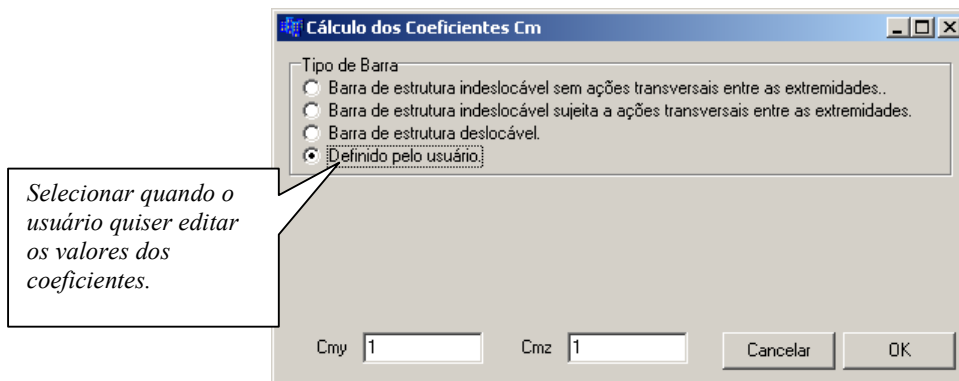 Cálculo dos Coeficientes Cm
Tipo de Barra
Barra de estrutura indeslocável sem ações transversais entre as extremidades..
Barra de estrutura indeslocável sujeita a ações transversais entre as extremidades.
Barra de estrutura deslocável.
Definido pelo usuário.
Selecionar quando o
usuário quiser editar
os valores dos
coeficientes.
Cmy 1 Cmz 1 Cancelar OK